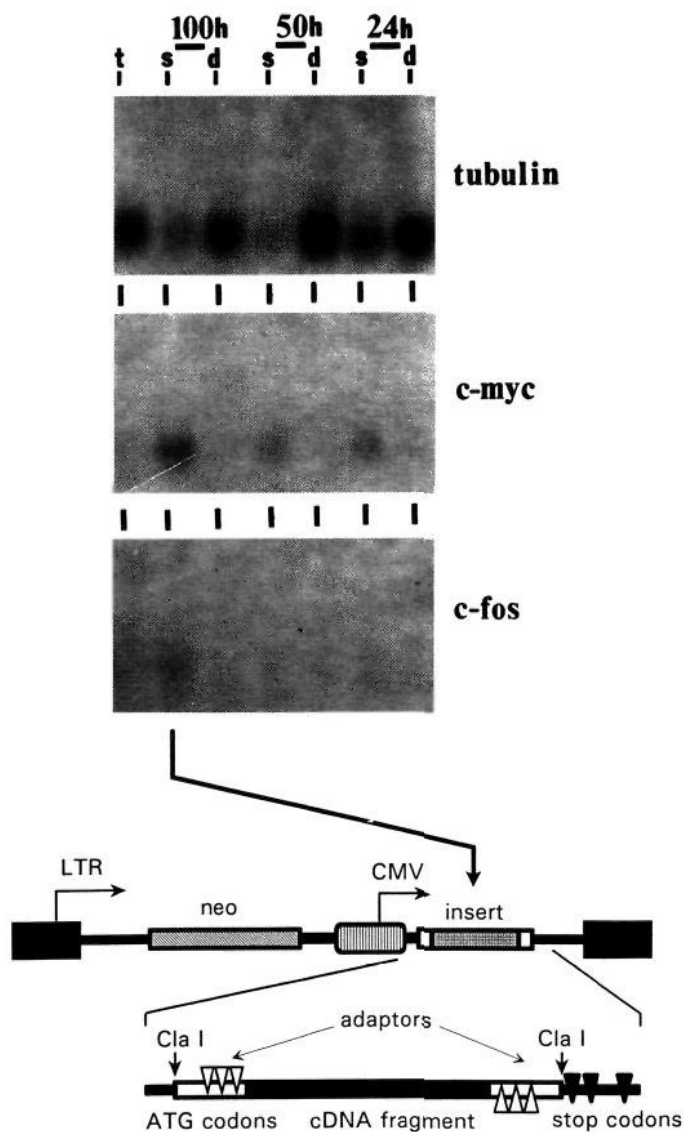 100h 50h 24h
t s d s d s d
tubulin
c-myc
c-fos
LTR
CMV
neo
insert
adaptors
Cla I
Cla I
ATG codons
cDNA fragment
stop codons